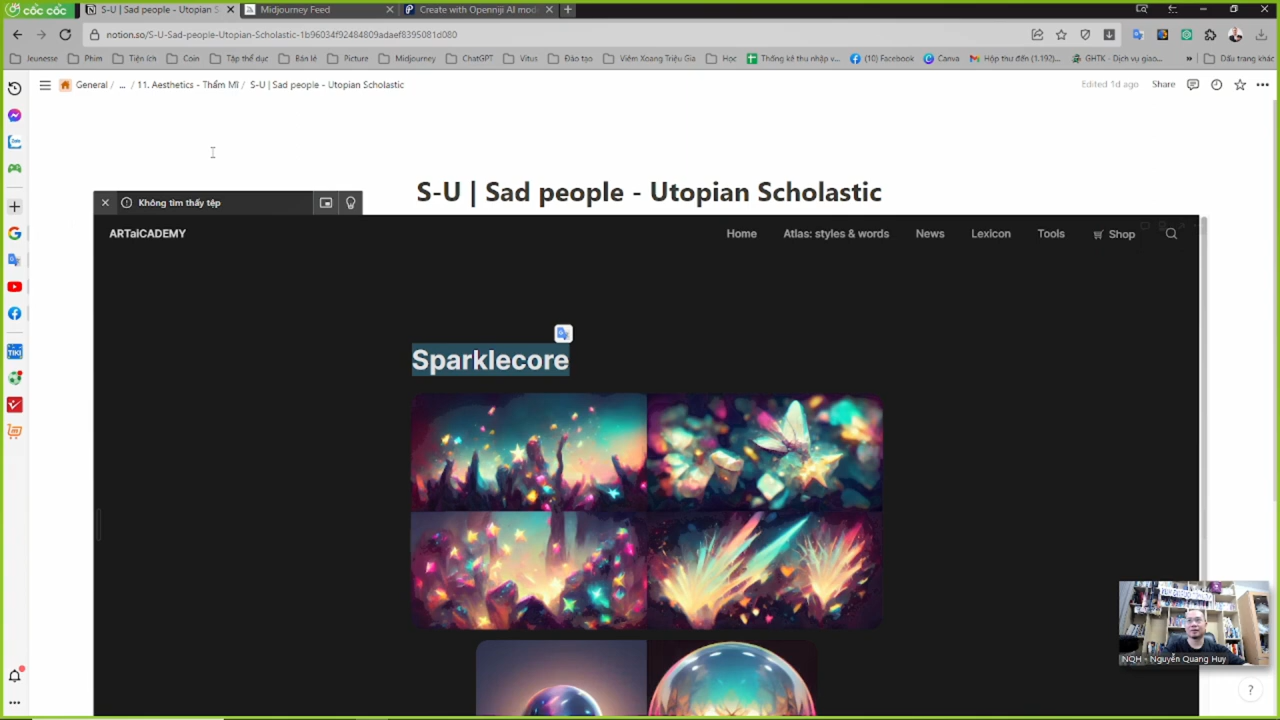 cốc cốc
S-U | Sad people - Utopian S
Midjourney Feed
Create with Openniji AI mod
notion.so/S-U-Sad-people-Utopian-Scholastic-1b96034f92484809adaef8395081d080
Jeunesse
Phim
Tiện ích
Coin
Tập thể dục
Bán lẻ
Picture
Midjourney
ChatGPT
Vitus
Đào tạo
Viêm Xoang Triệu Gia
Học
Thống kê thu nhập v...
(10) Facebook
Canva
Hộp thư đến (1.192)...
GHTK - Dịch vụ giao...
»
Dấu trang khác
General / ... / 11. Aesthetics - Thẩm Mĩ / S-U | Sad people - Utopian Scholastic
Edited 1d ago
Share
Zalo
S-U | Sad people - Utopian Scholastic
Không tìm thấy tệp
ARTaiCADEMY
Home
Atlas: styles & words
News
Lexicon
Tools
Shop
Sparklecore
TIKI
NQH - Nguyễn Quang Huy
?